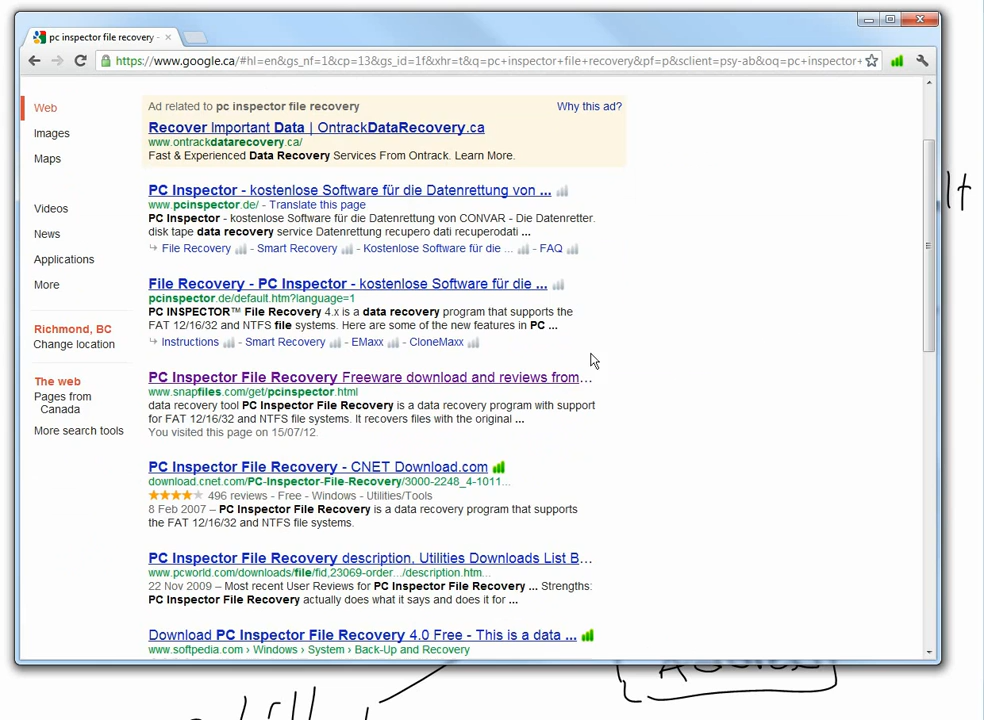 pc inspector file recovery -
https://www.google.ca/#hl=en&gs_nf=1&cp=13&gs_id=1f&xhr=t&q=pc+inspector+file+recovery&pf=p&sclient=psy-ab&oq=pc+inspector+
Web
Images
Maps
Videos
News
Applications
More
Richmond, BC
Change location
The web
Pages from
Canada
More search tools
Ad related to pc inspector file recovery
Why this ad?
Recover Important Data | OntrackDataRecovery.ca
www.ontrackdatarecovery.ca/
Fast & Experienced Data Recovery Services From Ontrack. Learn More.
PC Inspector - kostenlose Software für die Datenrettung von ...
www.pcinspector.de/ - Translate this page
PC Inspector - kostenlose Software für die Datenrettung von CONVAR - Die Datenretter.
disk tape data recovery service Datenrettung recupero dati recuperodati ...
File Recovery - Smart Recovery - Kostenlose Software für die ... - FAQ
File Recovery - PC Inspector - kostenlose Software für die ...
pcinspector.de/default.htm?language=1
PC INSPECTOR™ File Recovery 4.x is a data recovery program that supports the
FAT 12/16/32 and NTFS file systems. Here are some of the new features in PC ...
Instructions - Smart Recovery - EMaxx - CloneMaxx
PC Inspector File Recovery Freeware download and reviews from...
www.snapfiles.com/get/pcinspector.html
data recovery tool PC Inspector File Recovery is a data recovery program with support
for FAT 12/16/32 and NTFS file systems. It recovers files with the original ...
You visited this page on 15/07/12.
PC Inspector File Recovery - CNET Download.com
download.cnet.com/PC-Inspector-File-Recovery/3000-2248_4-1011...
496 reviews - Free - Windows - Utilities/Tools
8 Feb 2007 – PC Inspector File Recovery is a data recovery program that supports
the FAT 12/16/32 and NTFS file systems.
PC Inspector File Recovery description, Utilities Downloads List B...
www.pcworld.com/downloads/file/fid,23069-order.../description.htm...
22 Nov 2009 – Most recent User Reviews for PC Inspector File Recovery ... Strengths:
PC Inspector File Recovery actually does what it says and does it for ...
Download PC Inspector File Recovery 4.0 Free - This is a data ...
www.softpedia.com › Windows › System › Back-Up and Recovery